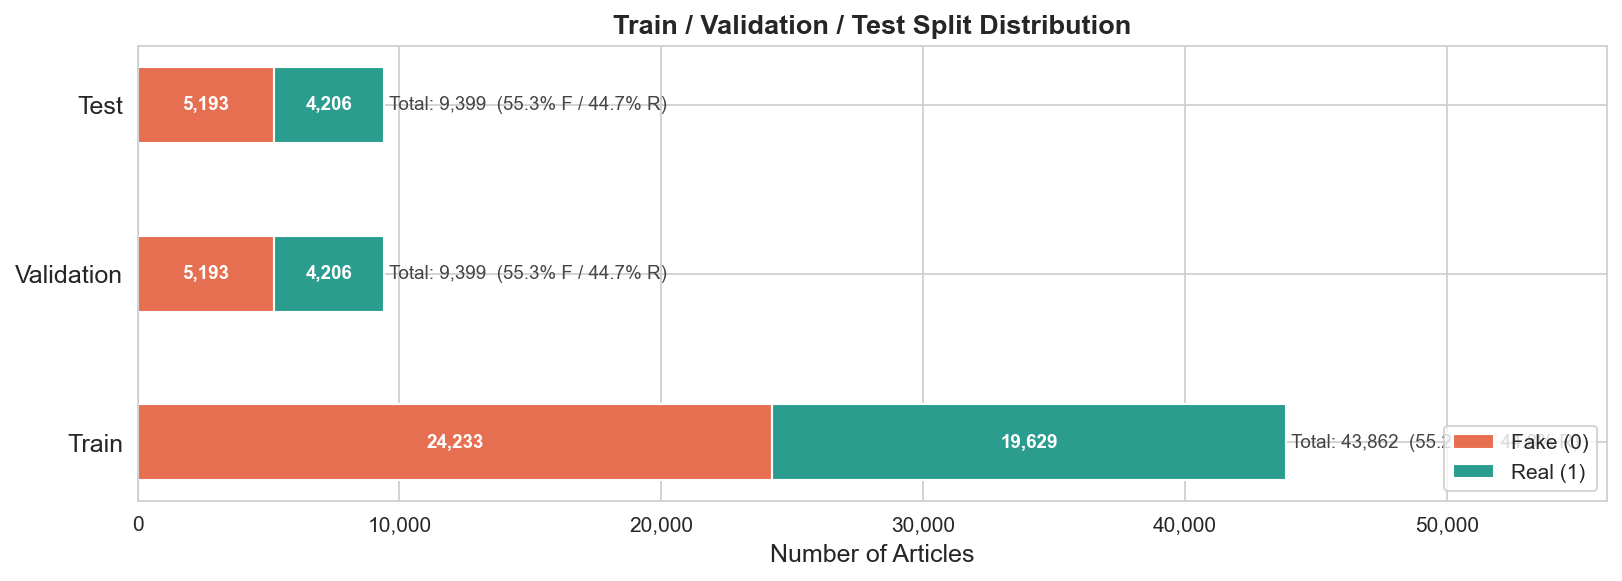 Train / Validation / Test Split Distribution
Test
5,193
4,206
Total: 9,399  (55.3% F / 44.7% R)
Validation
5,193
4,206
Total: 9,399  (55.3% F / 44.7% R)
Train
24,233
19,629
Total: 43,862  (55.2
Fake (0)
Real (1)
0
10,000
20,000
30,000
40,000
50,000
Number of Articles